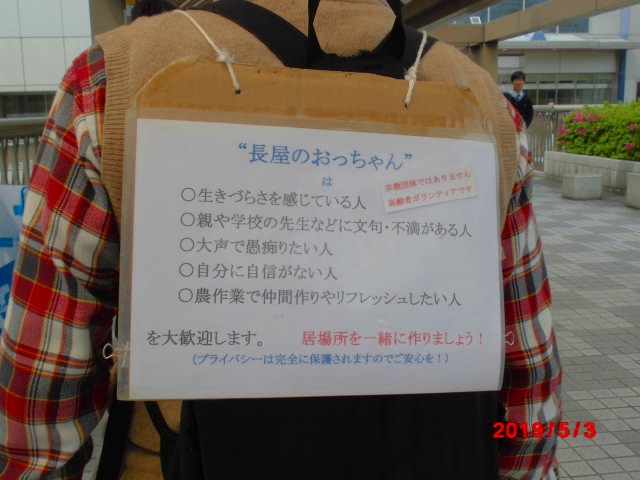 “長屋のおっちゃん”
は
宗教団体ではありません
高齢者ボランティアです
○生きづらさを感じている人
○親や学校の先生などに文句・不満がある人
○大声で愚痴りたい人
○自分に自信がない人
○農作業で仲間作りやリフレッシュしたい人
を大歓迎します。 居場所を一緒に作りましょう！
（プライバシーは完全に保護されますのでご安心を！）
2019/5/3